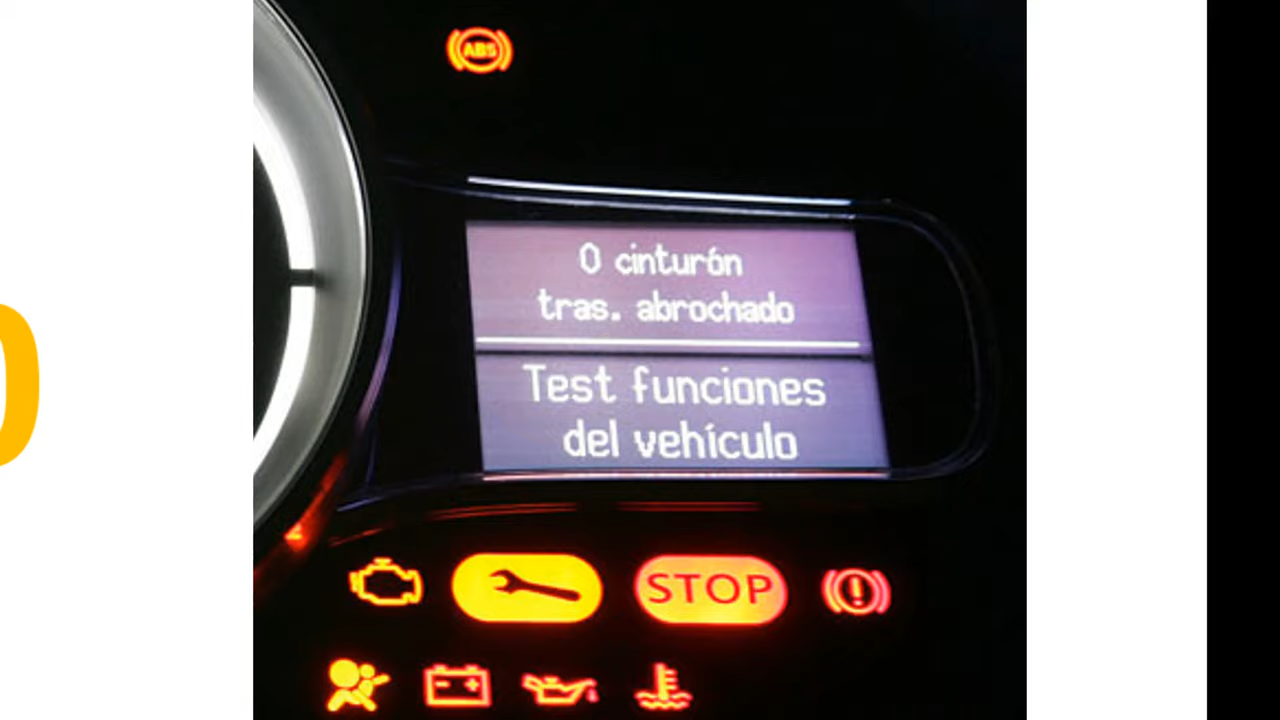 ABS
0 cinturón
tras. abrochado
Test funciones
del vehículo
STOP